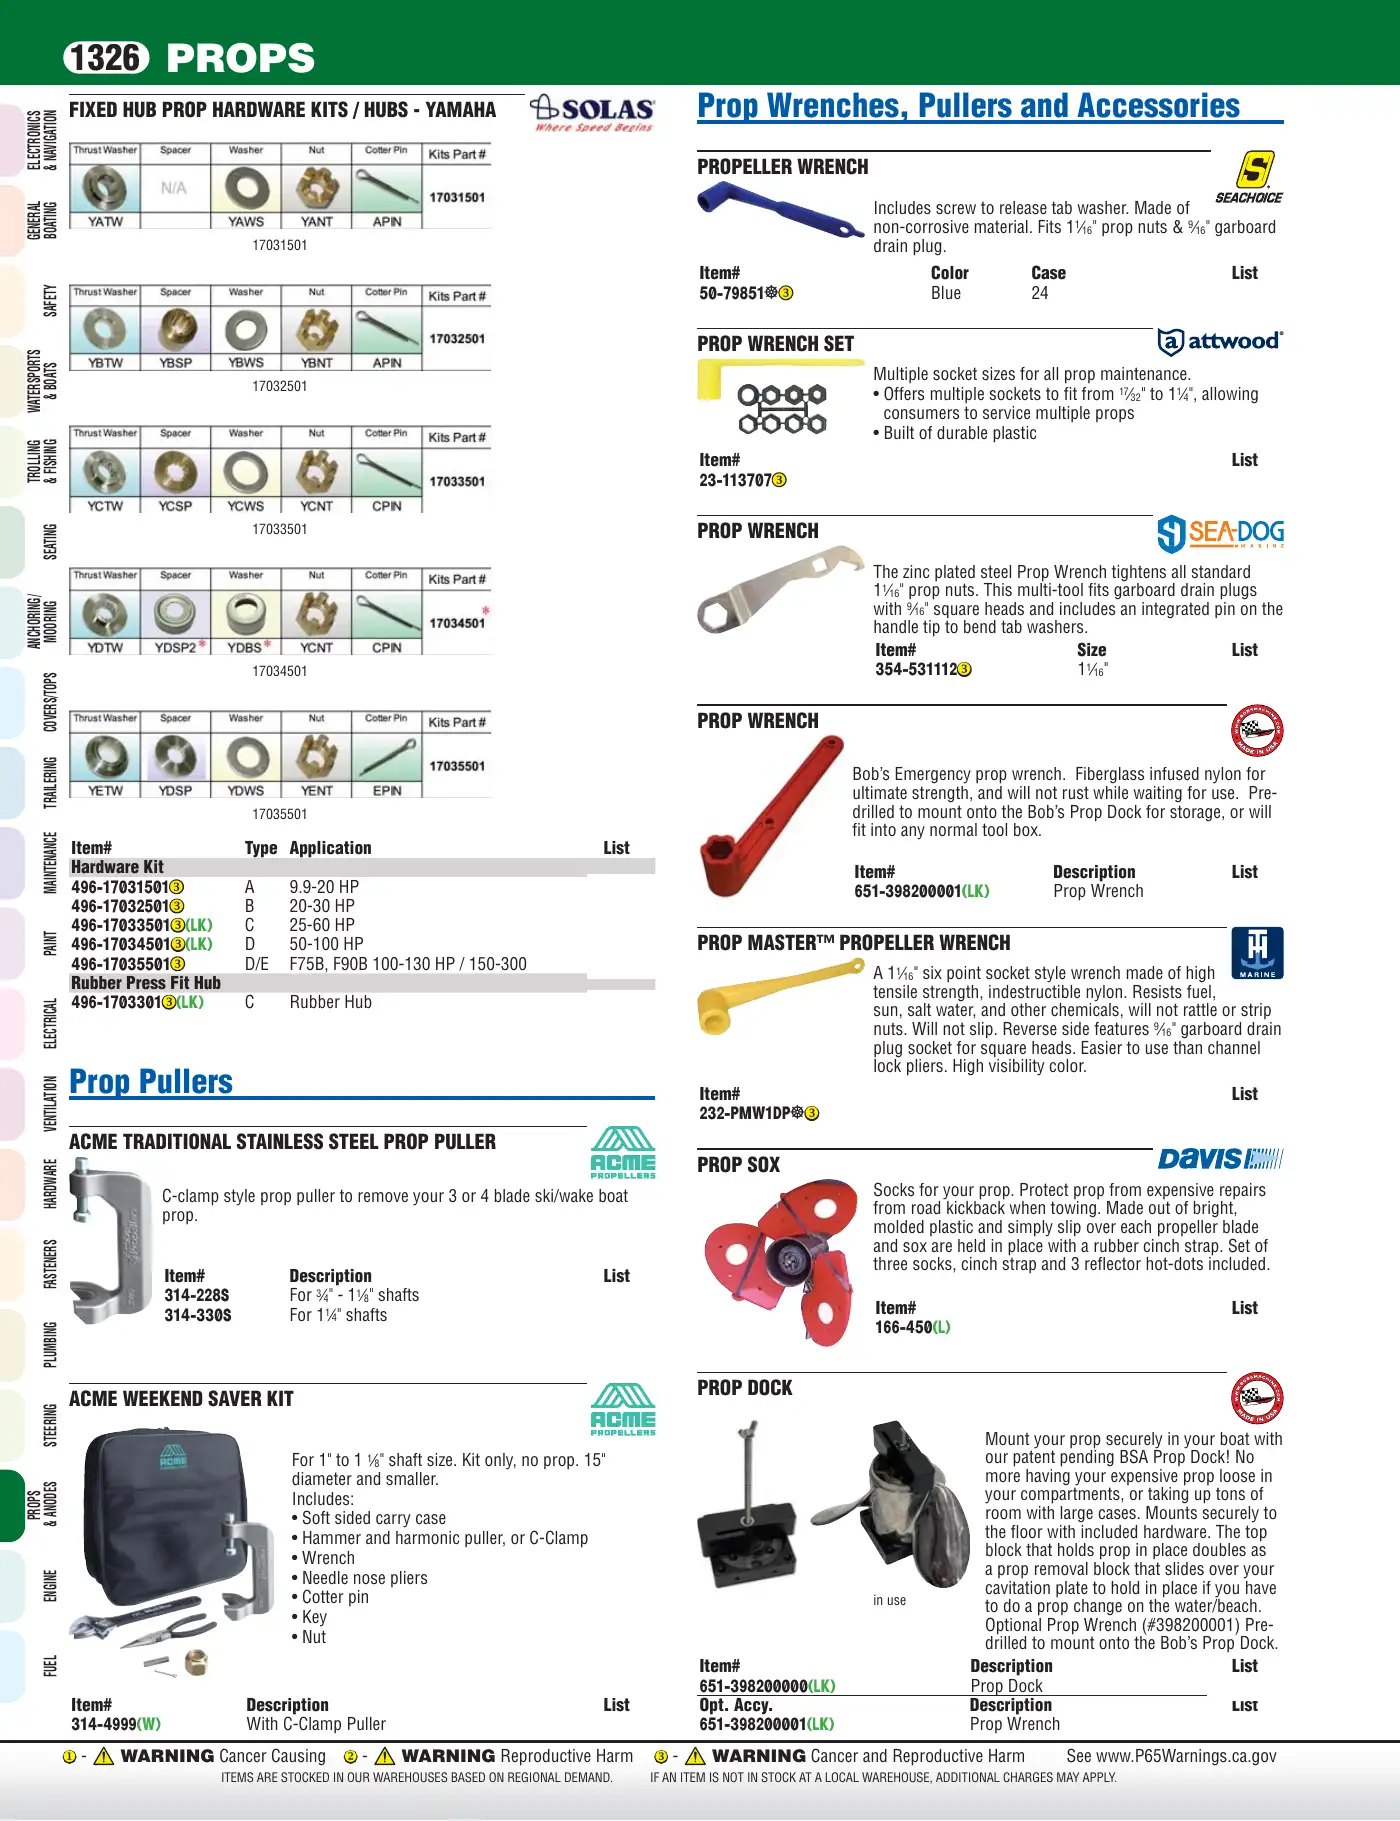 1326 PROPS
ELECTRONICS & NAVIGATION
GENERAL BOATING
SAFETY
WATERSPORTS & BOATS
TROLLING & FISHING
SEATING
ANCHORING/ MOORING
COVERS/TOPS
TRAILERING
MAINTENANCE
PAINT
ELECTRICAL
VENTILATION
HARDWARE
FASTENERS
PLUMBING
STEERING
PROPS & ANODES
ENGINE
FUEL
FIXED HUB PROP HARDWARE KITS / HUBS - YAMAHA
SOLAS
Where Speed Begins
Thrust Washer Spacer Washer Nut Cotter Pin Kits Part #
N/A 17031501
YATW YAWS YANT APIN
17031501
Thrust Washer Spacer Washer Nut Cotter Pin Kits Part #
17032501
YBTW YBSP YBWS YBNT APIN
17032501
Thrust Washer Spacer Washer Nut Cotter Pin Kits Part #
17033501
YCTW YCSP YCWS YCNT CPIN
17033501
Thrust Washer Spacer Washer Nut Cotter Pin Kits Part #
17034501*
YDTW YDSP2* YDBS* YCNT CPIN
17034501
Thrust Washer Spacer Washer Nut Cotter Pin Kits Part #
17035501
YETW YDSP YDWS YENT EPIN
17035501
Item# Type Application List
Hardware Kit
496-17031501③ A 9.9-20 HP
496-17032501③ B 20-30 HP
496-17033501③(LK) C 25-60 HP
496-17034501③(LK) D 50-100 HP
496-17035501③ D/E F75B, F90B 100-130 HP / 150-300
Rubber Press Fit Hub
496-1703301③(LK) C Rubber Hub
Prop Pullers
ACME TRADITIONAL STAINLESS STEEL PROP PULLER
ACME
PROPELLERS
C-clamp style prop puller to remove your 3 or 4 blade ski/wake boat
prop.
Item# Description List
314-228S For ¾" - 1⅛" shafts
314-330S For 1¼" shafts
ACME WEEKEND SAVER KIT
ACME
PROPELLERS
ACME
For 1" to 1 ⅛" shaft size. Kit only, no prop. 15"
diameter and smaller.
Includes:
• Soft sided carry case
• Hammer and harmonic puller, or C-Clamp
• Wrench
• Needle nose pliers
• Cotter pin
• Key
• Nut
Item# Description List
314-4999(W) With C-Clamp Puller
Prop Wrenches, Pullers and Accessories
PROPELLER WRENCH
SEACHOICE
Includes screw to release tab washer. Made of
non-corrosive material. Fits 1¹⁄₁₆" prop nuts & ⁹⁄₁₆" garboard
drain plug.
Item# Color Case List
50-79851☸③ Blue 24
PROP WRENCH SET
attwood
Multiple socket sizes for all prop maintenance.
• Offers multiple sockets to fit from ¹⁷⁄₃₂" to 1¼", allowing
consumers to service multiple props
• Built of durable plastic
Item# List
23-113707③
PROP WRENCH
SEA-DOG
MARINE
The zinc plated steel Prop Wrench tightens all standard
1¹⁄₁₆" prop nuts. This multi-tool fits garboard drain plugs
with ⁹⁄₁₆" square heads and includes an integrated pin on the
handle tip to bend tab washers.
Item# Size List
354-531112③ 1¹⁄₁₆"
PROP WRENCH
WWW.BOBSMACHINE.COM
MADE IN USA
Bob's Emergency prop wrench. Fiberglass infused nylon for
ultimate strength, and will not rust while waiting for use. Pre-
drilled to mount onto the Bob's Prop Dock for storage, or will
fit into any normal tool box.
Item# Description List
651-398200001(LK) Prop Wrench
PROP MASTER™ PROPELLER WRENCH
TH
MARINE
A 1¹⁄₁₆" six point socket style wrench made of high
tensile strength, indestructible nylon. Resists fuel,
sun, salt water, and other chemicals, will not rattle or strip
nuts. Will not slip. Reverse side features ⁹⁄₁₆" garboard drain
plug socket for square heads. Easier to use than channel
lock pliers. High visibility color.
Item# List
232-PMW1DP☸③
PROP SOX
DAVIS
Socks for your prop. Protect prop from expensive repairs
from road kickback when towing. Made out of bright,
molded plastic and simply slip over each propeller blade
and sox are held in place with a rubber cinch strap. Set of
three socks, cinch strap and 3 reflector hot-dots included.
Item# List
166-450(L)
PROP DOCK
WWW.BOBSMACHINE.COM
MADE IN USA
Mount your prop securely in your boat with
our patent pending BSA Prop Dock! No
more having your expensive prop loose in
your compartments, or taking up tons of
room with large cases. Mounts securely to
the floor with included hardware. The top
block that holds prop in place doubles as
a prop removal block that slides over your
cavitation plate to hold in place if you have
to do a prop change on the water/beach.
Optional Prop Wrench (#398200001) Pre-
drilled to mount onto the Bob's Prop Dock.
in use
Item# Description List
651-398200000(LK) Prop Dock
Opt. Accy. Description List
651-398200001(LK) Prop Wrench
① - ⚠ WARNING Cancer Causing ② - ⚠ WARNING Reproductive Harm ③ - ⚠ WARNING Cancer and Reproductive Harm See www.P65Warnings.ca.gov
ITEMS ARE STOCKED IN OUR WAREHOUSES BASED ON REGIONAL DEMAND. IF AN ITEM IS NOT IN STOCK AT A LOCAL WAREHOUSE, ADDITIONAL CHARGES MAY APPLY.